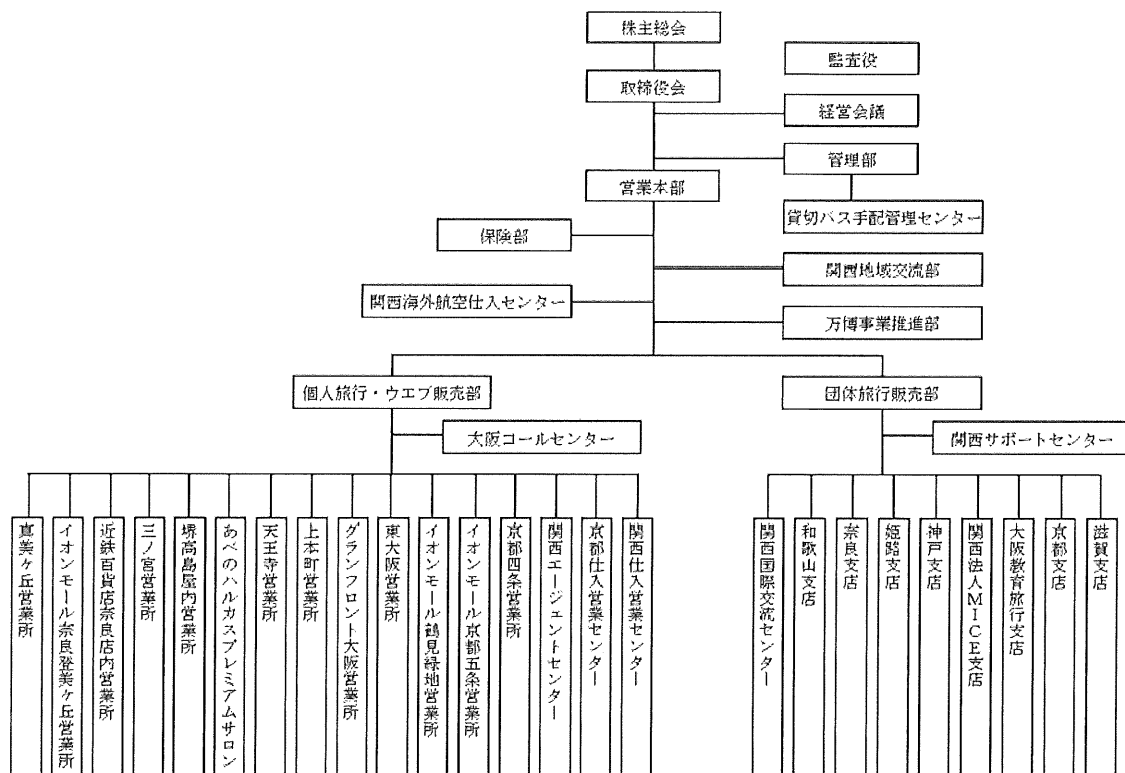 株主総会
監査役
取締役会
経営会議
管理部
営業本部
貸切バス手配管理センター
保険部
関西地域交流部
関西海外航空仕入センター
万博事業推進部
個人旅行・ウエブ販売部
団体旅行販売部
大阪コールセンター
関西サポートセンター
真美ヶ丘営業所
イオンモール奈良登美ヶ丘営業所
近鉄百貨店奈良店内営業所
三ノ宮営業所
堺高島屋内営業所
あべのハルカスプレミアムサロン
天王寺営業所
上本町営業所
グランフロント大阪営業所
東大阪営業所
イオンモール鶴見緑地営業所
イオンモール京都五条営業所
京都四条営業所
関西エージェントセンター
京都仕入営業センター
関西仕入営業センター
関西国際交流センター
和歌山支店
奈良支店
姫路支店
神戸支店
関西法人MICE支店
大阪教育旅行支店
京都支店
滋賀支店